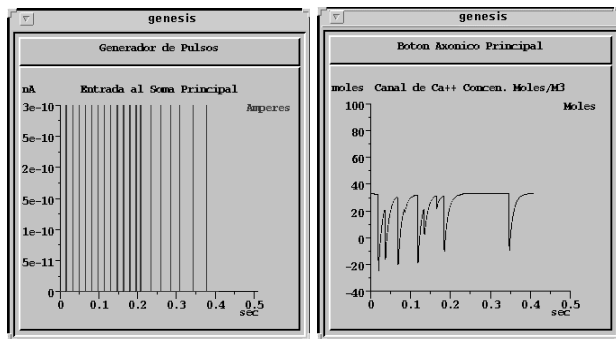 genesis
Generador de Pulsos
nA
Entrada al Soma Principal
3e-10
Amperes
5e-10
2e-10
5e-10
1e-10
5e-11
0
0 0.1 0.2 0.3 0.4 0.5
sec
genesis
Boton Axonico Principal
moles Canal de Ca++ Concen. Moles/M3
100
Moles
80
60
40
20
0
-20
-40
0 0.1 0.2 0.3 0.4 0.5
sec